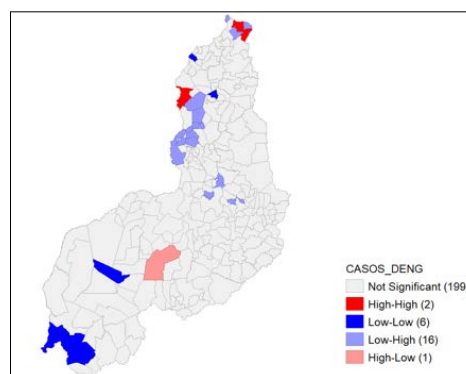 CASOS_DENG
Not Significant (199
High-High (2)
Low-Low (6)
Low-High (16)
High-Low (1)